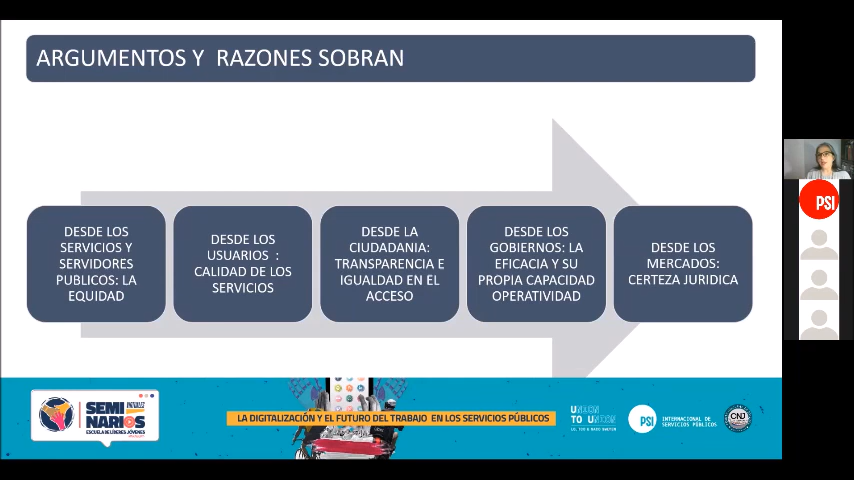 ARGUMENTOS Y RAZONES SOBRAN
DESDE LOS
SERVICIOS Y
SERVIDORES
PUBLICOS: LA
EQUIDAD
DESDE LOS
USUARIOS :
CALIDAD DE LOS
SERVICIOS
DESDE LA
CIUDADANIA:
TRANSPARENCIA E
IGUALDAD EN EL
ACCESO
DESDE LOS
GOBIERNOS: LA
EFICACIA Y SU
PROPIA CAPACIDAD
OPERATIVIDAD
DESDE LOS
MERCADOS:
CERTEZA JURIDICA
PSI
SEMI
VIRTUALES
NARIOS
ESCUELA DE LÍDERES JÓVENES
LA DIGITALIZACIÓN Y EL FUTURO DEL TRABAJO EN LOS SERVICIOS PÚBLICOS
UNION
TO UNION
PSI
INTERNACIONAL DE
SERVICIOS PÚBLICOS
CNJ